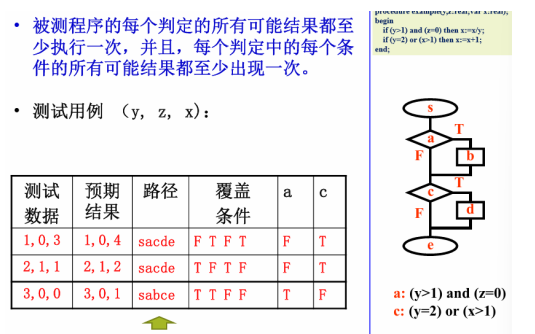 • 被测程序的每个判定的所有可能结果都至
少执行一次，并且，每个判定中的每个条
件的所有可能结果都至少出现一次。
• 测试用例 （y, z, x）：
测试数据 预期结果 路径 覆盖条件 a c
1,0,3 1,0,4 sacde F T F T F T
2,1,1 2,1,2 sacde T F T F F T
3,0,0 3,0,1 sabce T T F F T F
procedure example(y,z:real;var x:real);
begin
if (y>1) and (z=0) then x:=x/y;
if (y=2) or (x>1) then x:=x+1;
end;
s
a
T
F
b
c
T
F
d
e
a: (y>1) and (z=0)
c: (y=2) or (x>1)